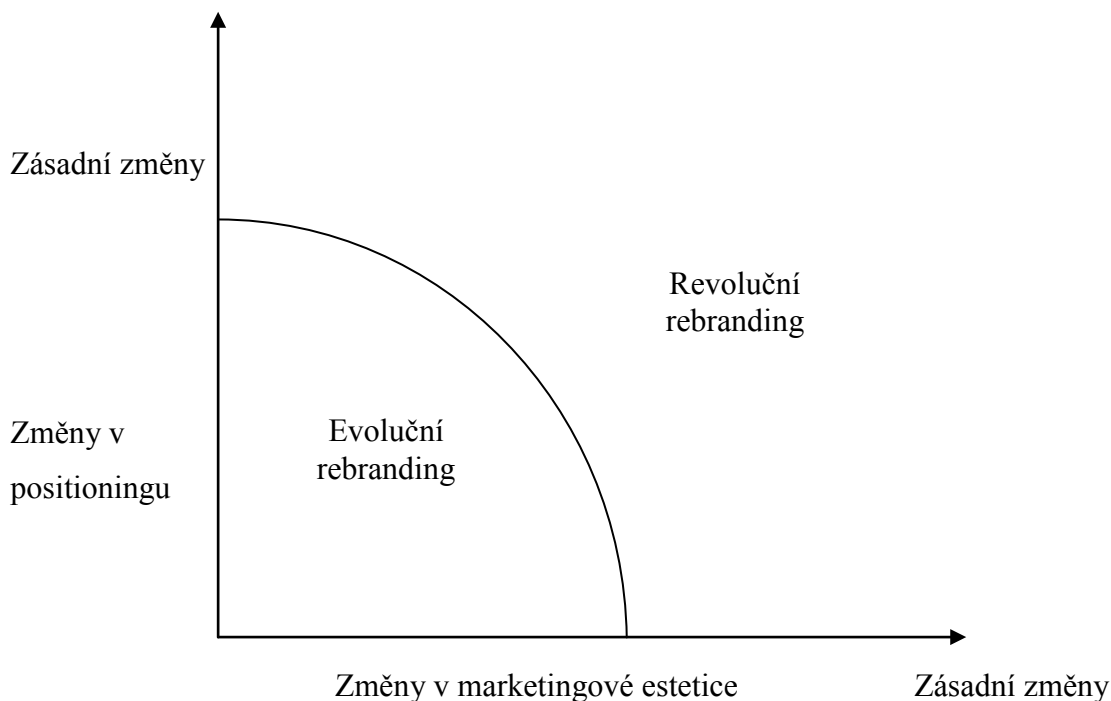 Zásadní změny
Revoluční
rebranding
Změny v
positioningu
Evoluční
rebranding
Změny v marketingové estetice
Zásadní změny